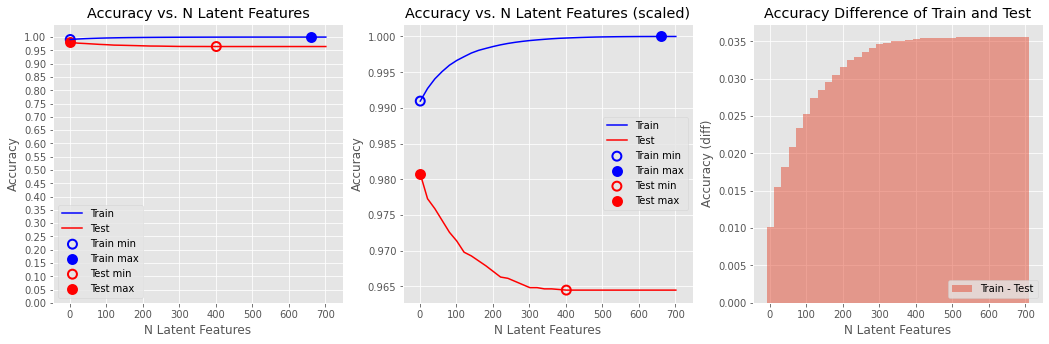 Accuracy vs. N Latent Features
Accuracy
1.00
0.95
0.90
0.85
0.80
0.75
0.70
0.65
0.60
0.55
0.50
0.45
0.40
0.35
0.30
0.25
0.20
0.15
0.10
0.05
0.00
Train
Test
Train min
Train max
Test min
Test max
0 100 200 300 400 500 600 700
N Latent Features
Accuracy vs. N Latent Features (scaled)
Accuracy
1.000
0.995
0.990
0.985
0.980
0.975
0.970
0.965
Train
Test
Train min
Train max
Test min
Test max
0 100 200 300 400 500 600 700
N Latent Features
Accuracy Difference of Train and Test
Accuracy (diff)
0.035
0.030
0.025
0.020
0.015
0.010
0.005
0.000
Train - Test
0 100 200 300 400 500 600 700
N Latent Features